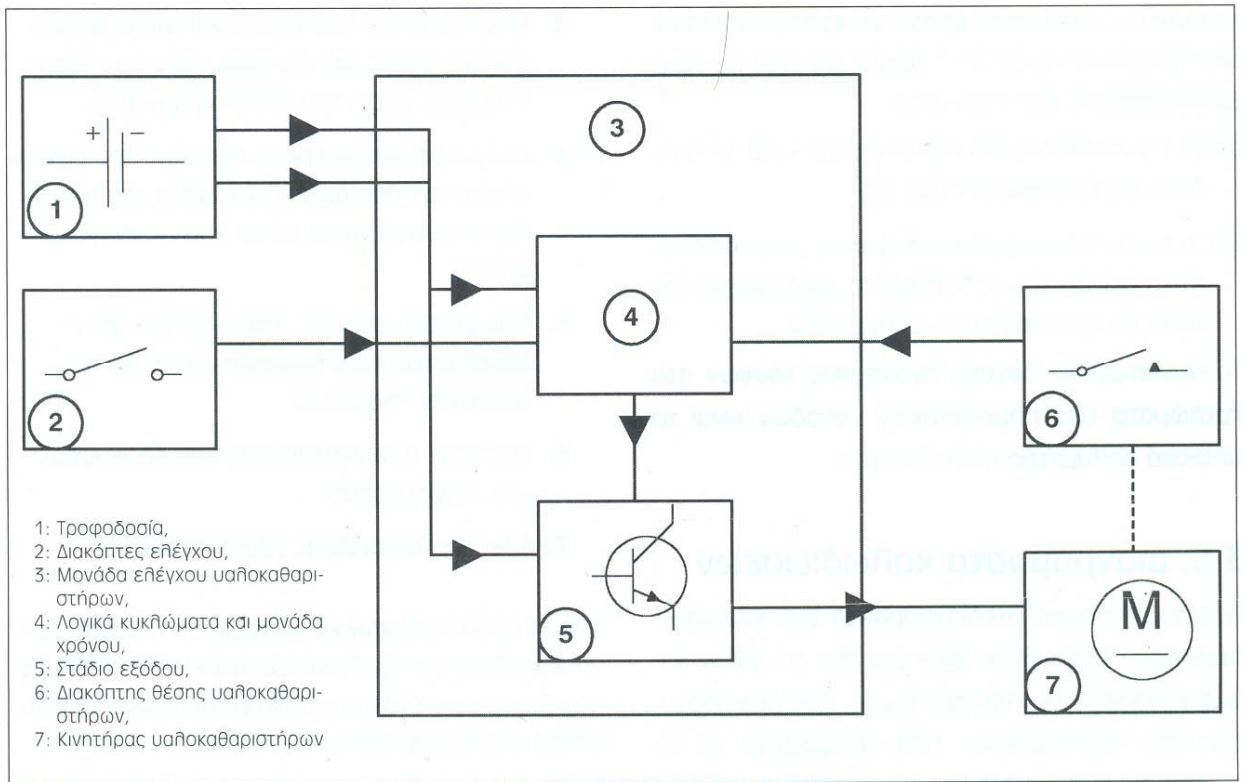 + −
1
2
3
4
5
6
7
M
1: Τροφοδοσία,
2: Διακόπτες ελέγχου,
3: Μονάδα ελέγχου υαλοκαθαρι-
στήρων,
4: Λογικά κυκλώματα και μονάδα
χρόνου,
5: Στάδιο εξόδου,
6: Διακόπτης θέσης υαλοκαθαρι-
στήρων,
7: Κινητήρας υαλοκαθαριστήρων